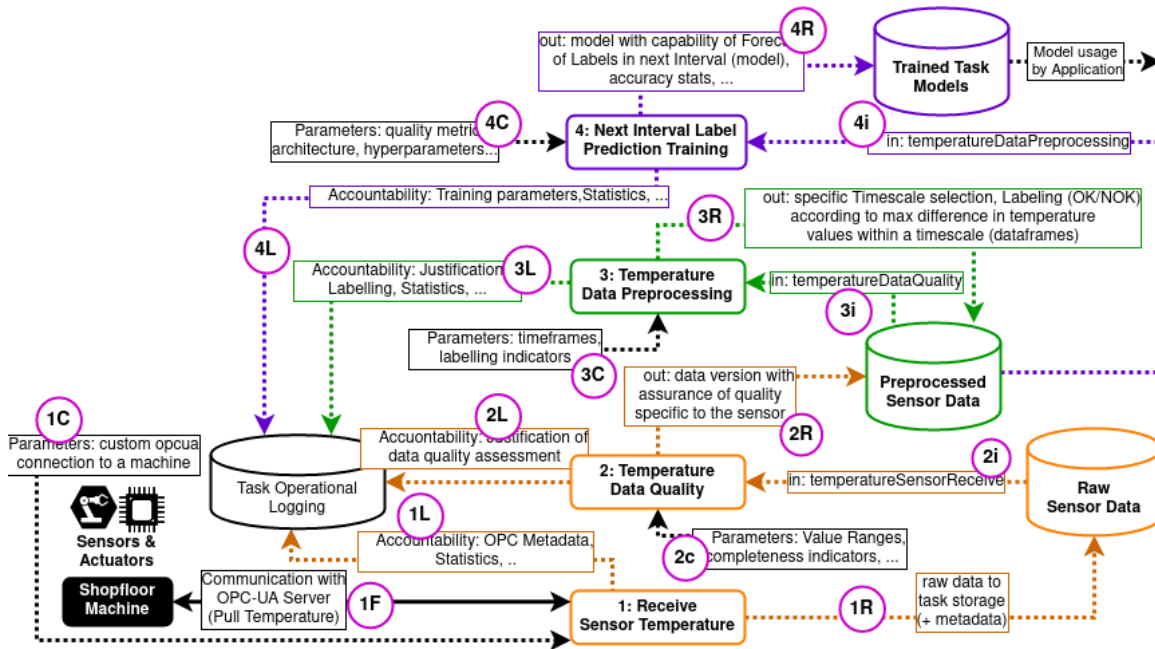 4R
out: model with capability of Forec
of Labels in next Interval (model),
accuracy stats, ...
Trained Task
Models
Model usage
by Application
4C
Parameters: quality metric
architecture, hyperparameters...
4: Next Interval Label
Prediction Training
4i
in: temperatureDataPreprocessing
Accountability: Training parameters,Statistics, ...
4L
3R
out: specific Timescale selection, Labeling (OK/NOK)
according to max difference in temperature
values within a timescale (dataframes)
3L
Accountability: Justification
Labelling, Statistics, ...
3: Temperature
Data Preprocessing
in: temperatureDataQuality
3i
Parameters: timeframes,
labelling indicators
3C
Preprocessed
Sensor Data
out: data version with
assurance of quality
specific to the sensor
2R
1C
Parameters: custom opcua
connection to a machine
2L
Accuontability: Justification of
data quality assessment
Task Operational
Logging
2: Temperature
Data Quality
2i
in: temperatureSensorReceive
Raw
Sensor Data
Sensors &
Actuators
1L
Accountability: OPC Metadata,
Statistics, ..
2c
Parameters: Value Ranges,
completeness indicators, ...
Shopfloor
Machine
Communication with
OPC-UA Server
(Pull Temperature)
1F
1: Receive
Sensor Temperature
1R
raw data to
task storage
(+ metadata)